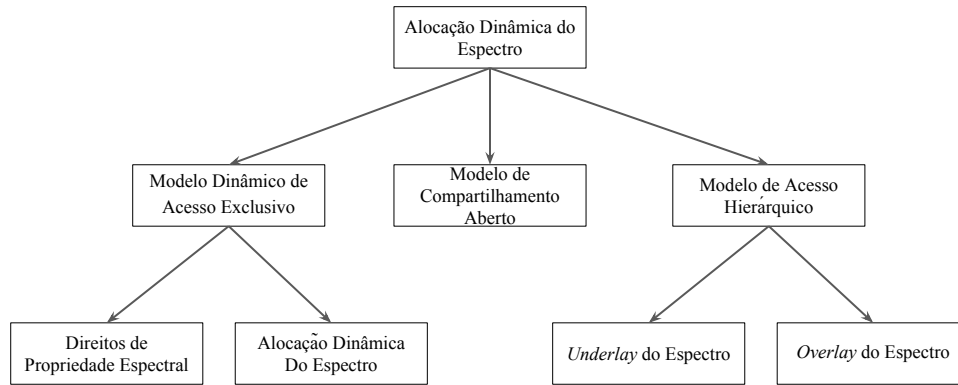 Alocação Dinâmica do
Espectro
Modelo Dinâmico de
Acesso Exclusivo
Modelo de
Compartilhamento
Aberto
Modelo de Acesso
Hierárquico
Direitos de
Propriedade Espectral
Alocação Dinâmica
Do Espectro
Underlay do Espectro
Overlay do Espectro